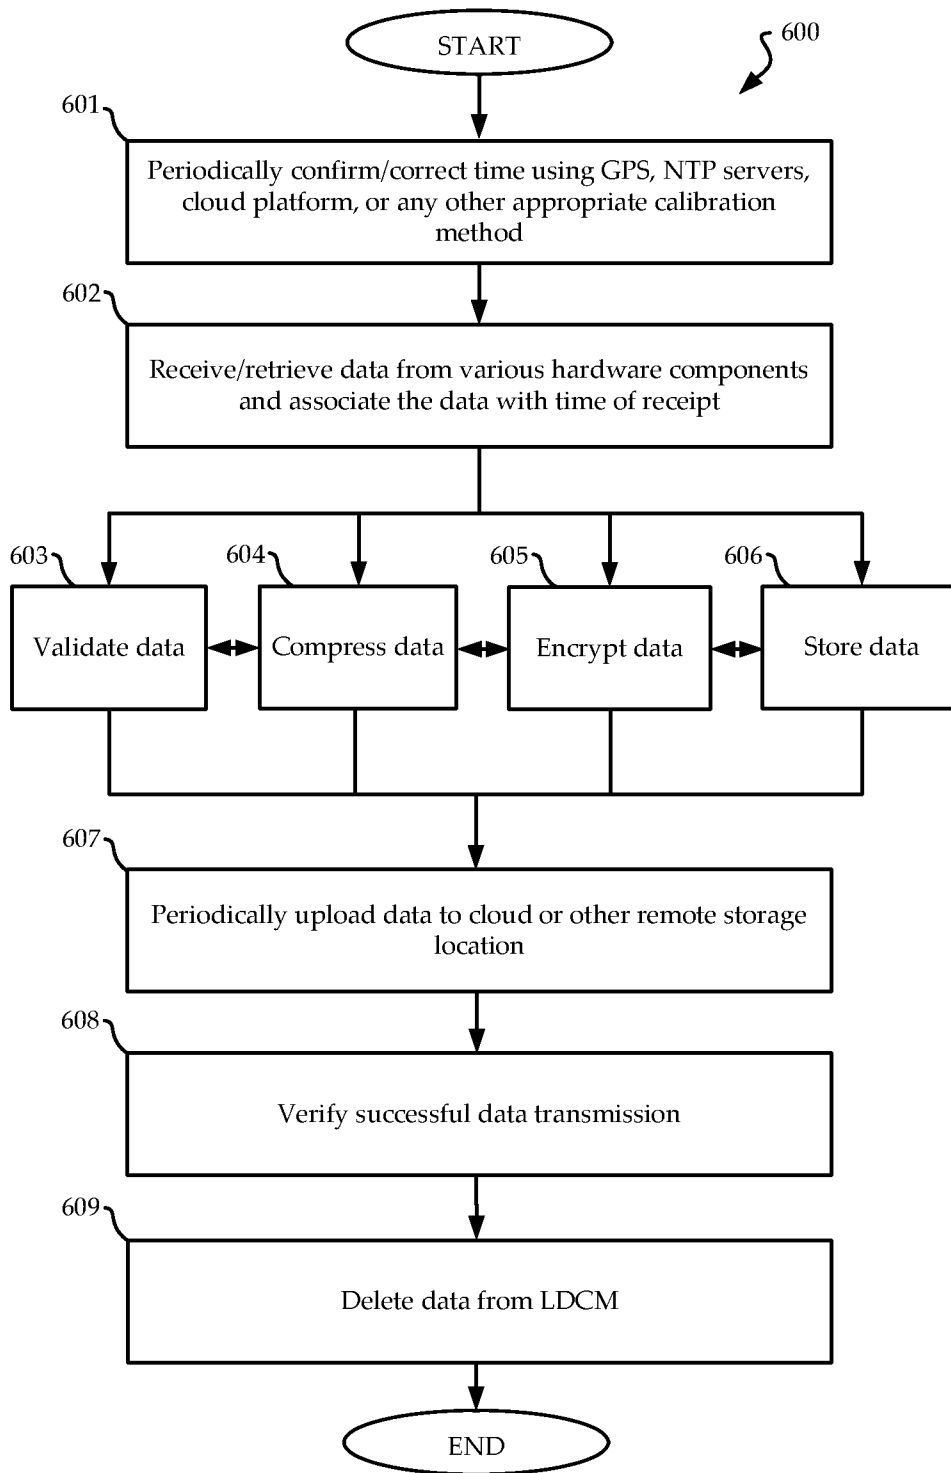 START
600
601
Periodically confirm/correct time using GPS, NTP servers,
cloud platform, or any other appropriate calibration
method
602
Receive/retrieve data from various hardware components
and associate the data with time of receipt
603
604
605
606
Validate data
Compress data
Encrypt data
Store data
607
Periodically upload data to cloud or other remote storage
location
608
Verify successful data transmission
609
Delete data from LDCM
END